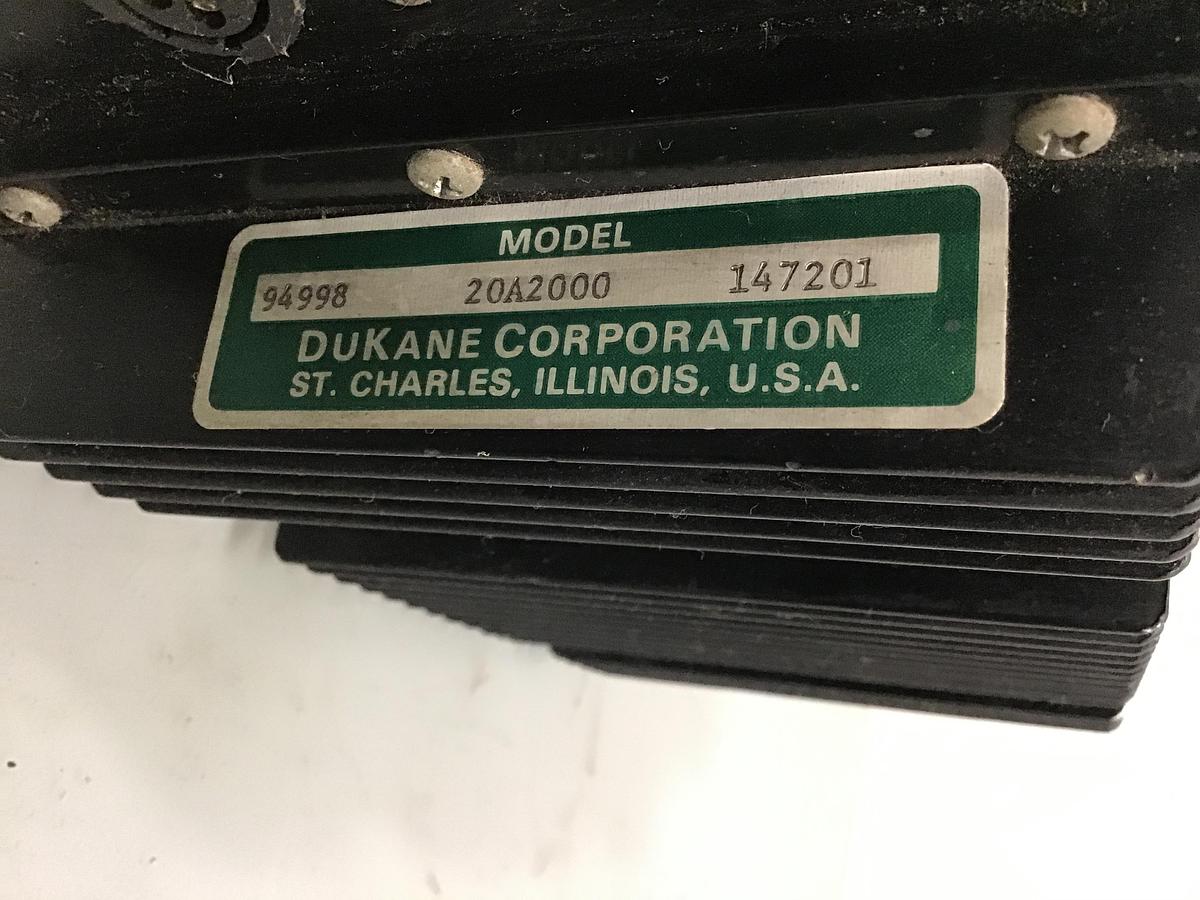 MODEL
94998 20A2000 147201
DUKANE CORPORATION
ST. CHARLES, ILLINOIS, U.S.A.